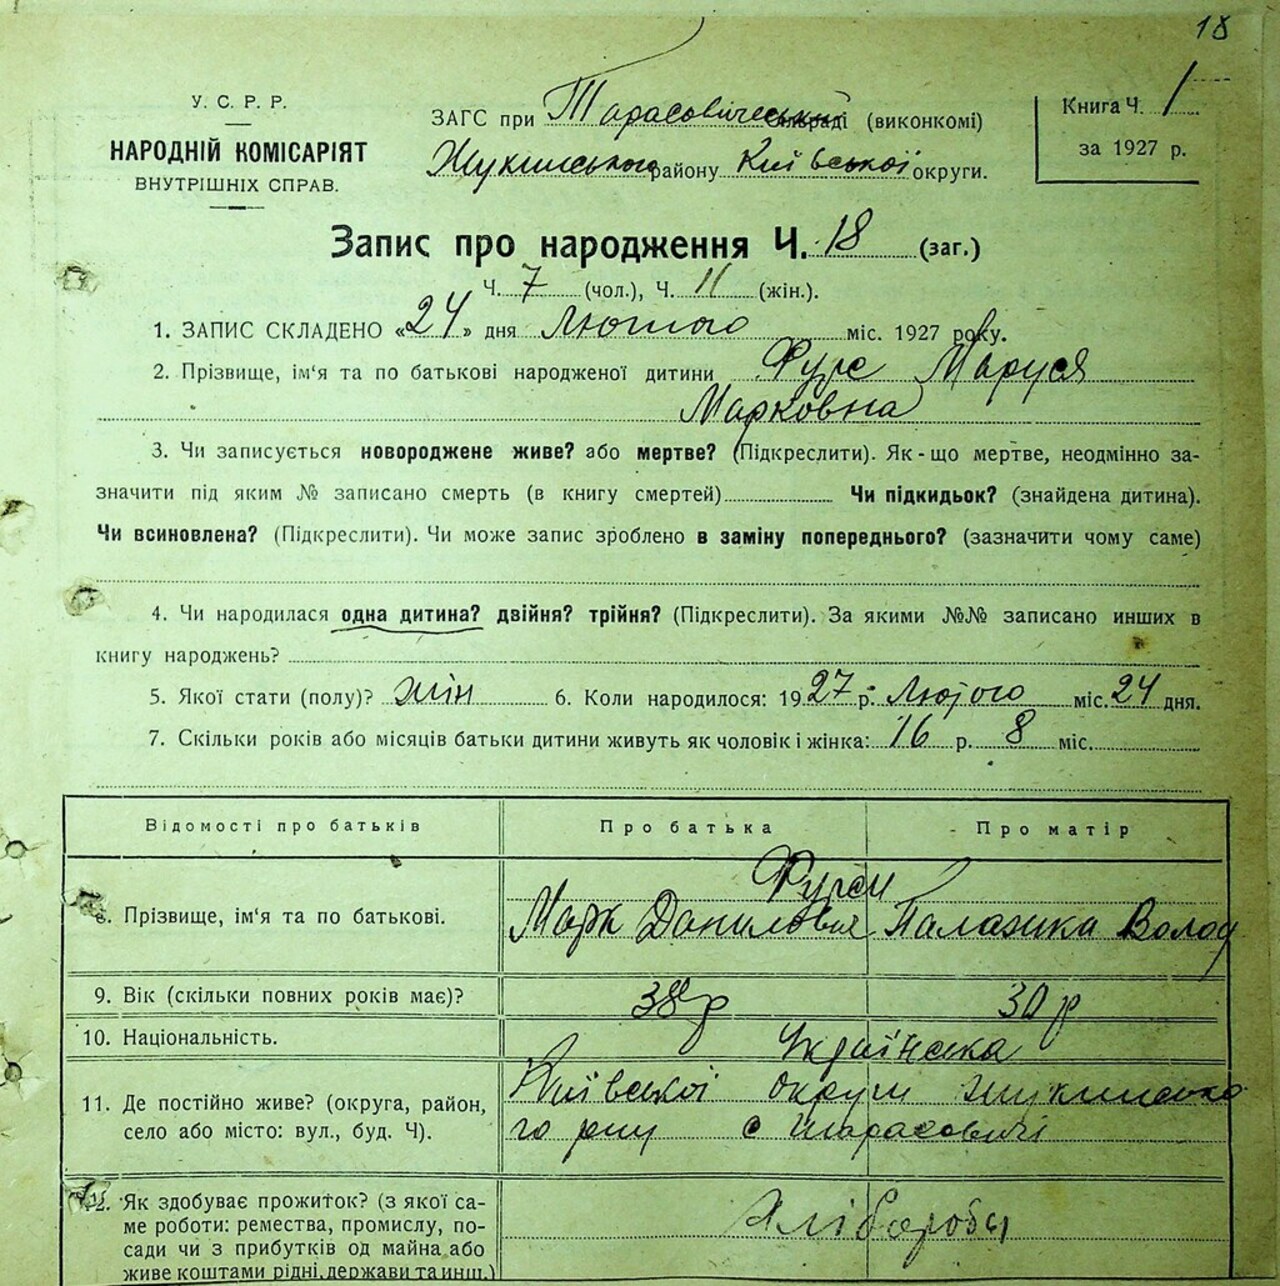 18
У. С. Р. Р.
НАРОДНІЙ КОМІСАРІЯТ
ВНУТРІШНІХ СПРАВ.
ЗАГС при Тарасовичеській сільраді (виконкомі)
Жукинського району Київської округи.
Книга Ч. 1
за 1927 р.
Запис про народження Ч. 18 (заг.)
Ч. 7 (чол.), Ч. 11 (жін.).
1. ЗАПИС СКЛАДЕНО «24» дня Лютого міс. 1927 року.
2. Прізвище, ім'я та по батькові народженої дитини Фурс Маруся
Марковна
3. Чи записується новороджене живе? або мертве? (Підкреслити). Як-що мертве, неодмінно за-
значити під яким № записано смерть (в книгу смертей) Чи підкидьок? (знайдена дитина).
Чи всиновлена? (Підкреслити). Чи може запис зроблено в заміну попереднього? (зазначити чому саме)
4. Чи народилася одна дитина? двійня? трійня? (Підкреслити). За якими №№ записано инших в
книгу народжень?
5. Якої стати (полу)? жін 6. Коли народилося: 1927 р. Лютого міс. 24 дня.
7. Скільки років або місяців батьки дитини живуть як чоловік і жінка: 16 р. 8 міс.
Відомості про батьків Про батька Про матір
Фурси
8. Прізвище, ім'я та по батькові. Марк Данилович Палажка Волод
9. Вік (скільки повних років має)? 38 р 30 р
10. Національність. Українська
11. Де постійно живе? (округа, район,
село або місто: вул., буд. Ч).
Київської округи Жукинсько
го рну с Тарасовичі
12. Як здобуває прожиток? (з якої са-
ме роботи: ремества, промислу, по-
сади чи з прибутків од майна або
живе коштами рідні, держави та инш.)
Хлібороби